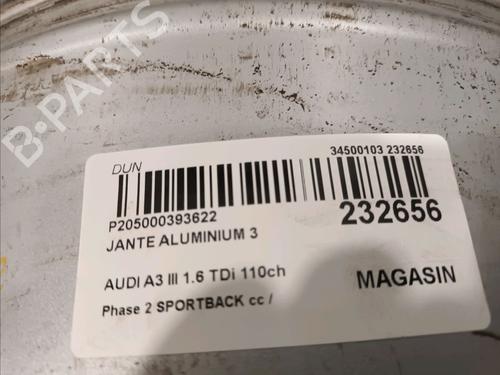 B-PARTS
DUN
34500103 232656
P205000393622
232656
JANTE ALUMINIUM 3
AUDI A3 III 1.6 TDi 110ch
MAGASIN
Phase 2 SPORTBACK cc /